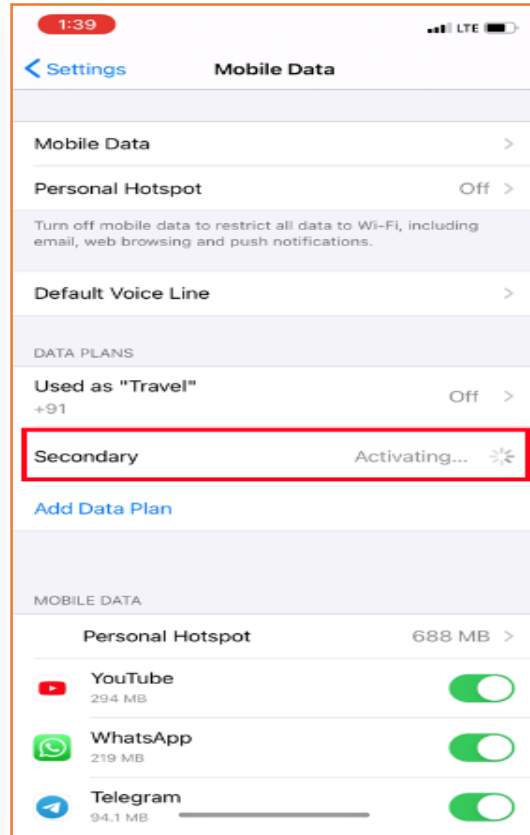 1:39
LTE
Settings
Mobile Data
Mobile Data
Personal Hotspot
Off
Turn off mobile data to restrict all data to Wi-Fi, including
email, web browsing and push notifications.
Default Voice Line
DATA PLANS
Used as "Travel"
+91
Off
Secondary
Activating...
Add Data Plan
MOBILE DATA
Personal Hotspot
688 MB
YouTube
294 MB
WhatsApp
219 MB
Telegram
94.1 MB